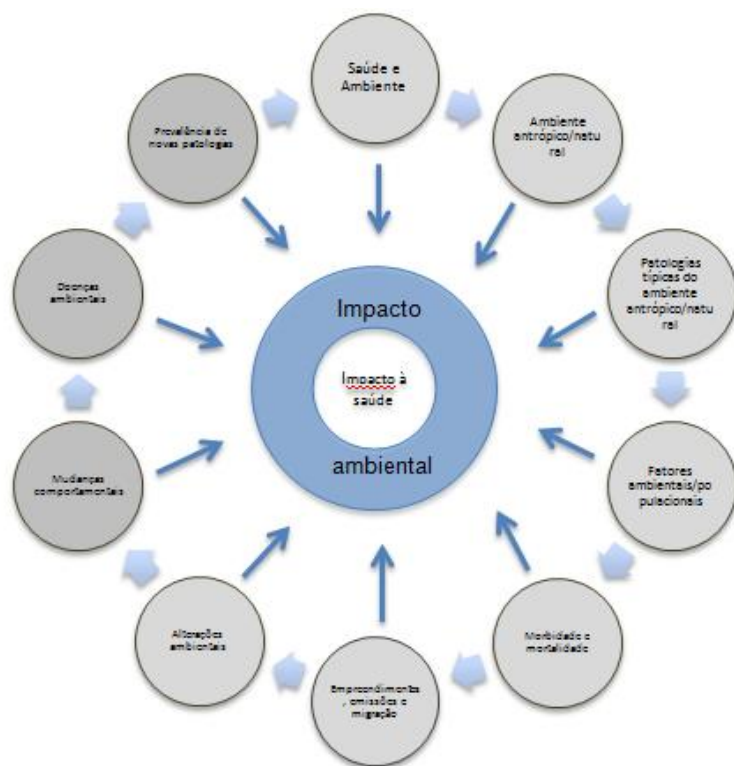 Saúde e
Ambiente
Ambiente
antrópico/natu
ral
Patologias
típicas do
ambiente
antrópico/natu
ral
Fatores
ambientais/po
pulacionais
Morbidade e
mortalidade
Empreendimentos
, emissões e
migração
Alterações
ambientais
Mudanças
comportamentais
Doenças
ambientais
Prevalência de
novas patologias
Impacto
Impacto à
saúde
ambiental